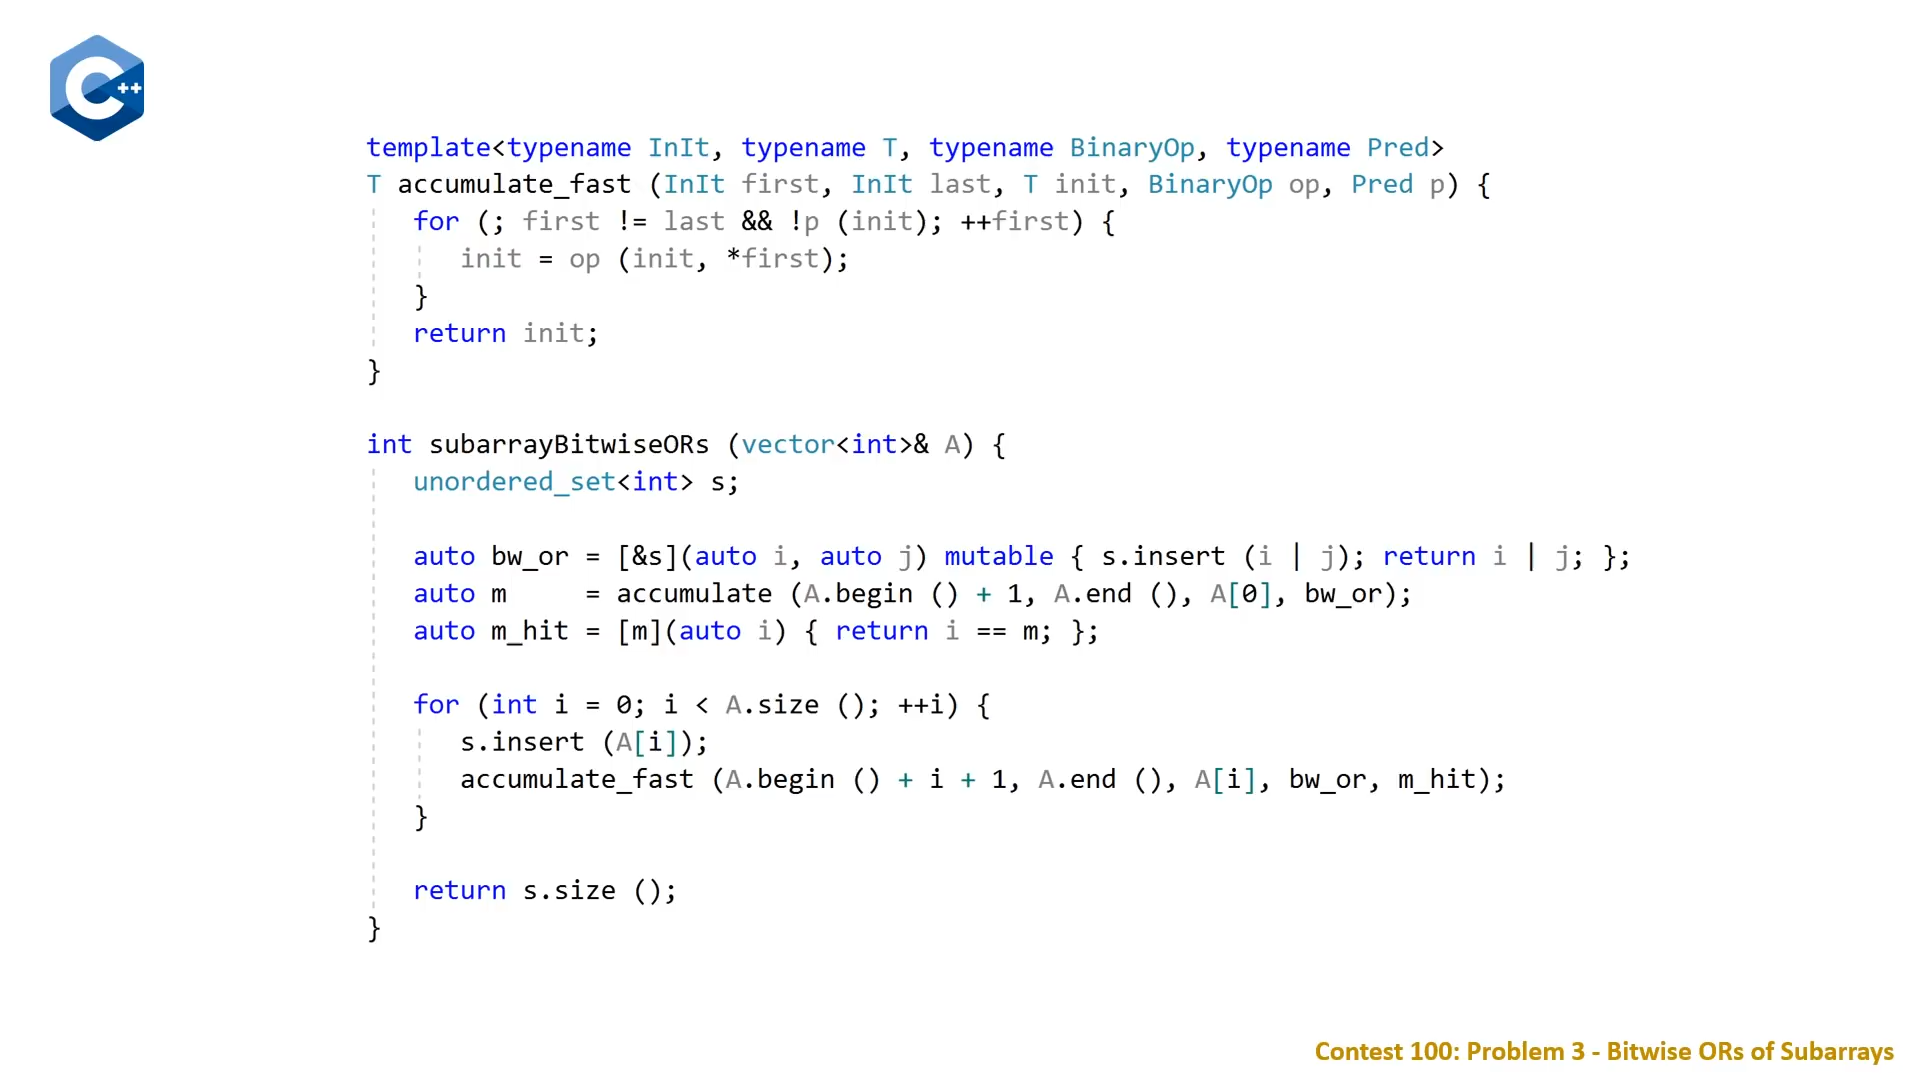 C++
template<typename InIt, typename T, typename BinaryOp, typename Pred>
T accumulate_fast (InIt first, InIt last, T init, BinaryOp op, Pred p) {
   for (; first != last && !p (init); ++first) {
      init = op (init, *first);
   }
   return init;
}

int subarrayBitwiseORs (vector<int>& A) {
   unordered_set<int> s;

   auto bw_or = [&s](auto i, auto j) mutable { s.insert (i | j); return i | j; };
   auto m     = accumulate (A.begin () + 1, A.end (), A[0], bw_or);
   auto m_hit = [m](auto i) { return i == m; };

   for (int i = 0; i < A.size (); ++i) {
      s.insert (A[i]);
      accumulate_fast (A.begin () + i + 1, A.end (), A[i], bw_or, m_hit);
   }

   return s.size ();
}
Contest 100: Problem 3 - Bitwise ORs of Subarrays